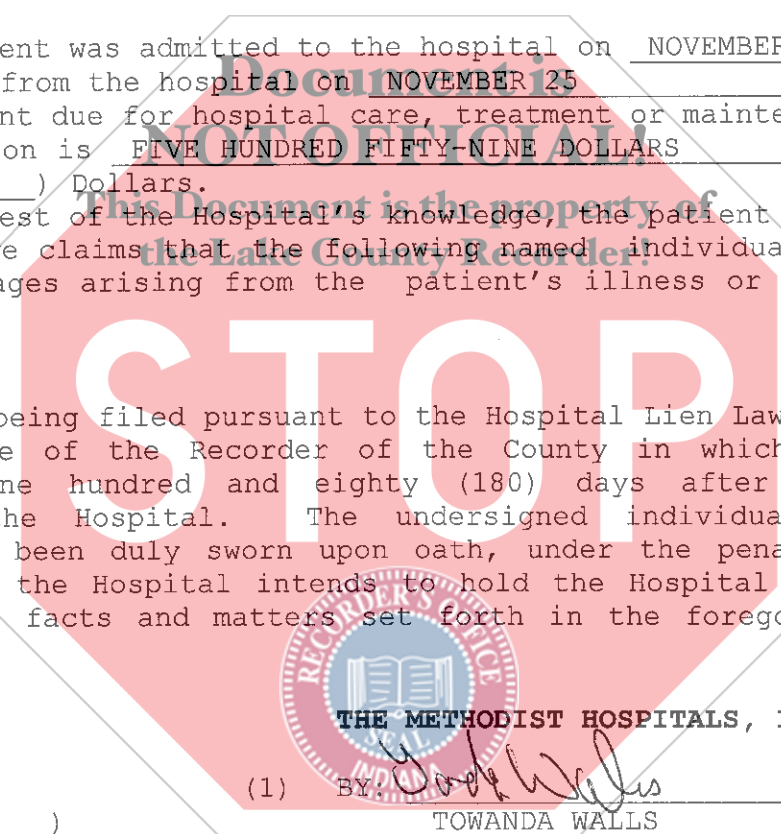 ent was admitted to the hospital on NOVEMBER
from the hospital on NOVEMBER 25
Document is
nt due for hospital care, treatment or mainte
on is FIVE HUNDRED FIFTY-NINE DOLLARS
NOT OFFICIAL!
) Dollars.
This Document is the property of
est of the Hospital's knowledge, the patient
the Lake County Recorder!
e claims that the following named individua
ages arising from the patient's illness or
STOP
being filed pursuant to the Hospital Lien Law
e of the Recorder of the County in which
ne hundred and eighty (180) days after
he Hospital. The undersigned individua
been duly sworn upon oath, under the pena
the Hospital intends to hold the Hospital
facts and matters set forth in the forego
RECORDER'S OFFICE
SEAL
INDIANA
THE METHODIST HOSPITALS, I
(1) BY: Towanda Walls
) TOWANDA WALLS